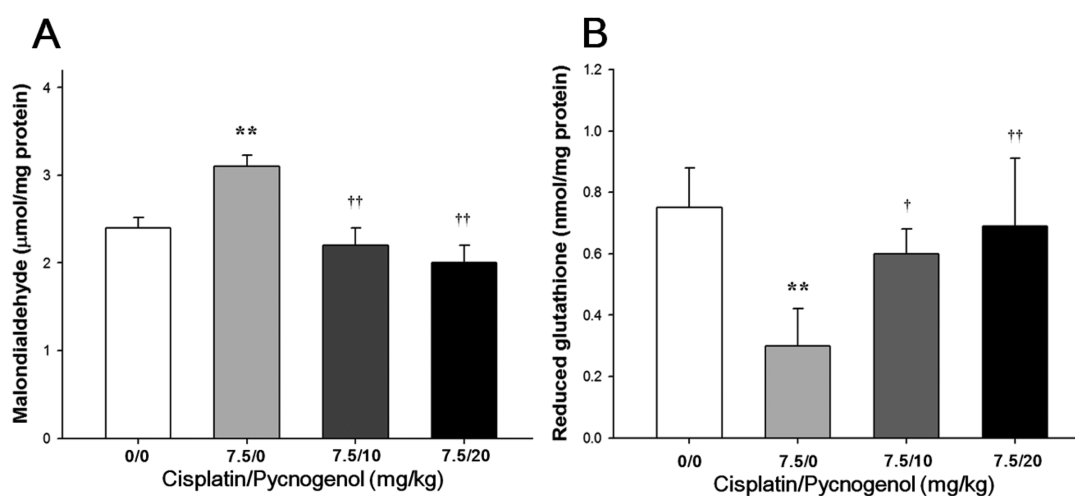 A
Malondialdehyde (μmol/mg protein)
4
3
2
1
0
**
††
††
0/0 7.5/0 7.5/10 7.5/20
Cisplatin/Pycnogenol (mg/kg)
B
Reduced glutathione (nmol/mg protein)
1.2
1.0
0.8
0.6
0.4
0.2
0.0
**
†
††
0/0 7.5/0 7.5/10 7.5/20
Cisplatin/Pycnogenol (mg/kg)